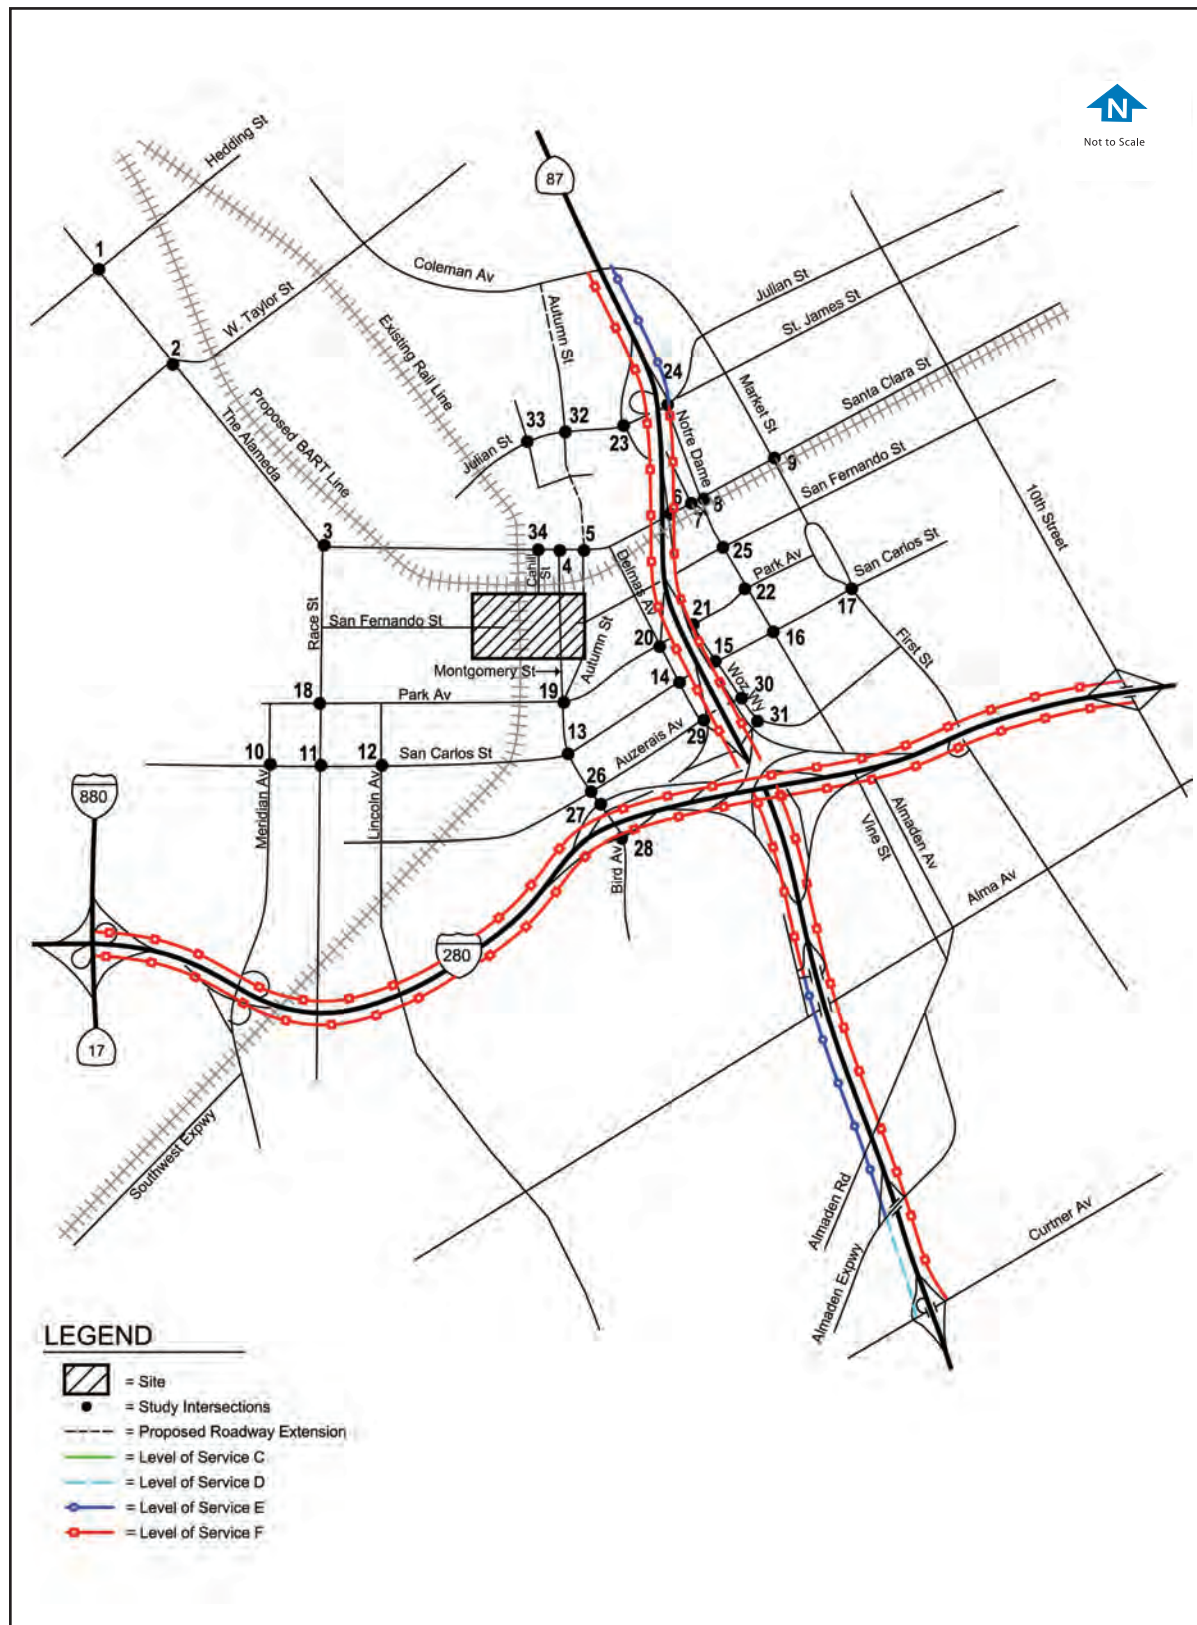 N
Not to Scale
Hedding St
87
1
Coleman Av
W. Taylor St
Julian St
St. James St
Existing Rail Line
Autumn St
2
24
Market St
Santa Clara St
Proposed BART Line
33
32
23
Notre Dame
9
San Fernando St
The Alameda
Julian St
10th Street
6
7
8
3
34
5
4
Cahil St
25
Delmas Av
Park Av
San Carlos St
22
17
Race St
San Fernando St
Autumn St
21
20
16
First St
15
Montgomery St
14
Woz Wy
30
18
Park Av
19
31
29
13
Auzerais Av
10
11
12
San Carlos St
880
26
27
Meridian Av
Lincoln Av
28
Bird Av
Vine St
Almaden Av
Alma Av
280
17
Southwest Expwy
Almaden Rd
Curtner Av
Almaden Expwy
LEGEND
= Site
= Study Intersections
= Proposed Roadway Extension
= Level of Service C
= Level of Service D
= Level of Service E
= Level of Service F